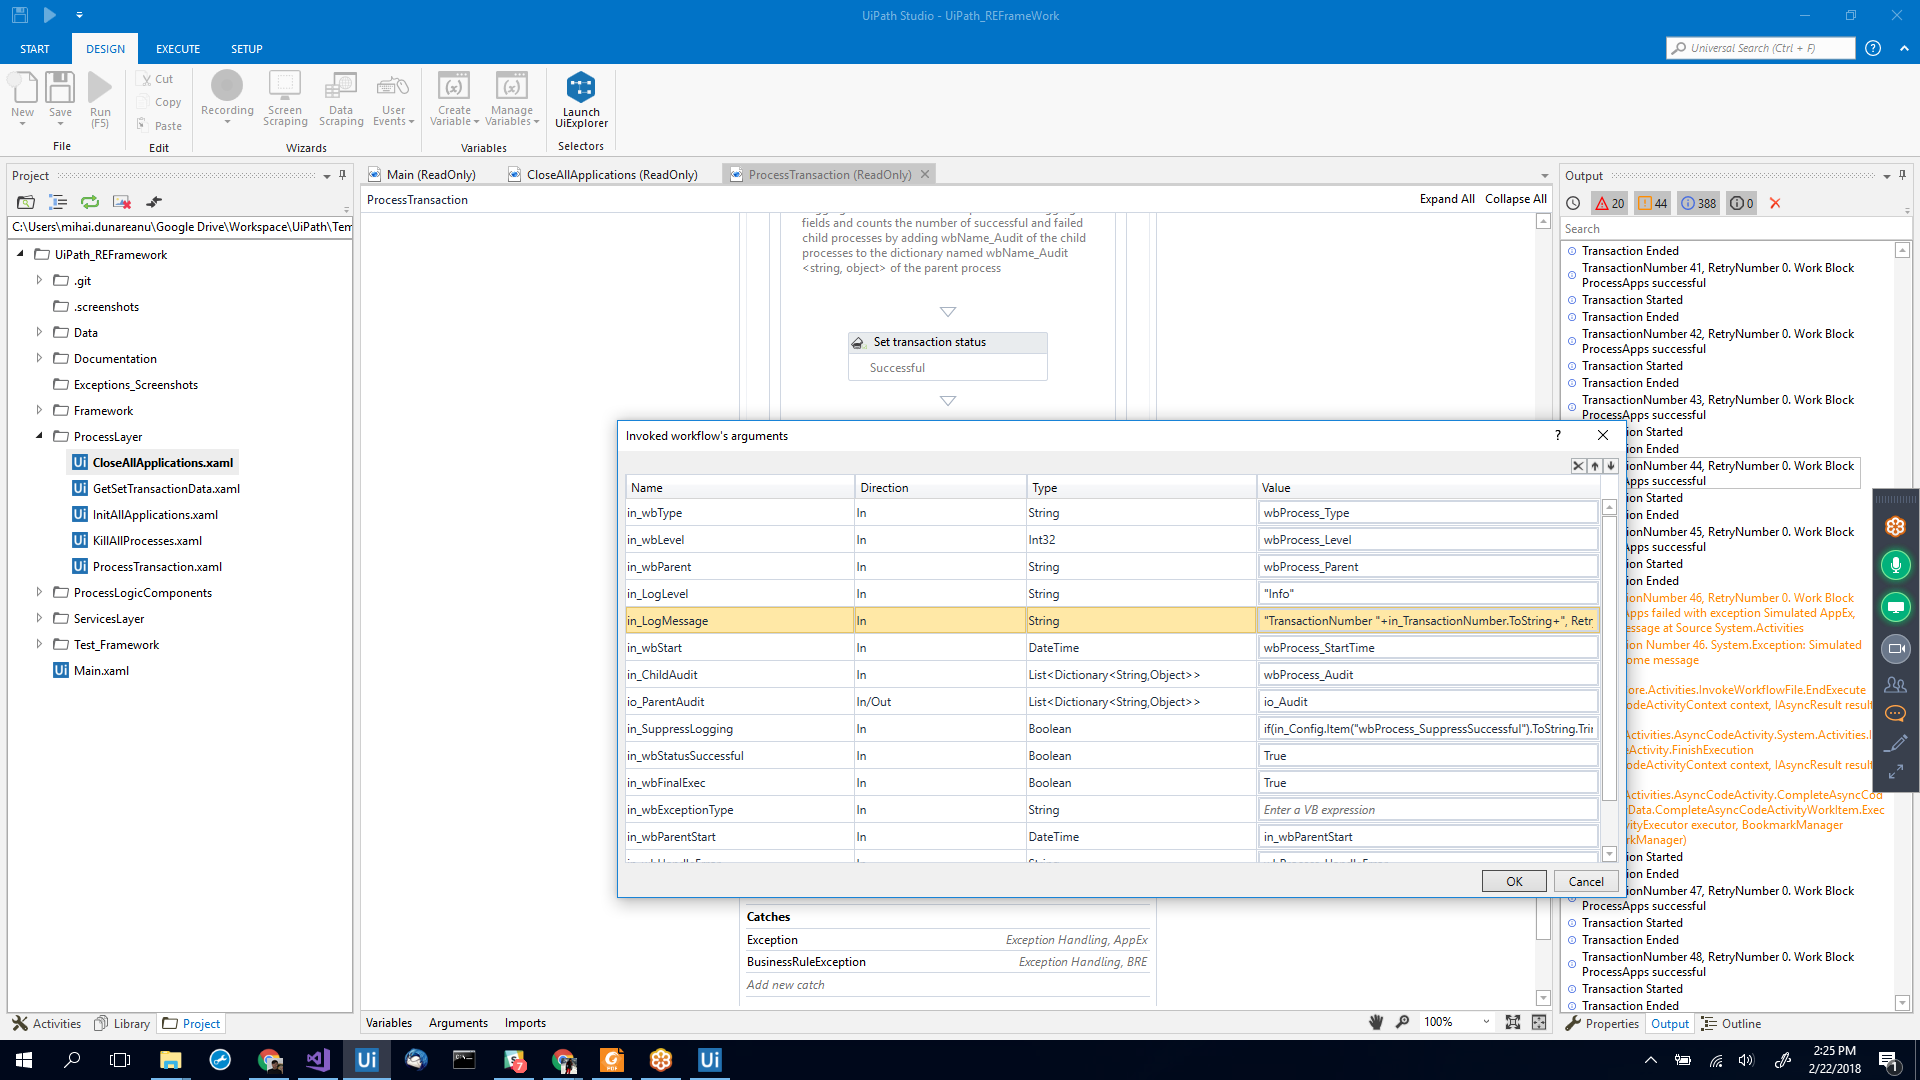 UiPath Studio - UiPath_REFrameWork
START
DESIGN
EXECUTE
SETUP
Universal Search (Ctrl + F)
New
Save
Run
(F5)
File
Cut
Copy
Paste
Edit
Recording
Screen
Scraping
Data
Scraping
User
Events
Wizards
Create
Variable
Manage
Variables
Variables
Launch
UiExplorer
Selectors
Project
C:\Users\mihai.dunareanu\Google Drive\Workspace\UiPath\Tem
UiPath_REFramework
.git
.screenshots
Data
Documentation
Exceptions_Screenshots
Framework
ProcessLayer
CloseAllApplications.xaml
GetSetTransactionData.xaml
InitAllApplications.xaml
KillAllProcesses.xaml
ProcessTransaction.xaml
ProcessLogicComponents
ServicesLayer
Test_Framework
Main.xaml
Activities
Library
Project
Main (ReadOnly)
CloseAllApplications (ReadOnly)
ProcessTransaction (ReadOnly)
ProcessTransaction
Expand All
Collapse All
fields and counts the number of successful and failed
child processes by adding wbName_Audit of the child
processes to the dictionary named wbName_Audit
<string, object> of the parent process
Set transaction status
Successful
Invoked workflow's arguments
?
Name Direction Type Value
in_wbType In String wbProcess_Type
in_wbLevel In Int32 wbProcess_Level
in_wbParent In String wbProcess_Parent
in_LogLevel In String "Info"
in_LogMessage In String "TransactionNumber "+in_TransactionNumber.ToString+", Retr
in_wbStart In DateTime wbProcess_StartTime
in_ChildAudit In List<Dictionary<String,Object>> wbProcess_Audit
io_ParentAudit In/Out List<Dictionary<String,Object>> io_Audit
in_SuppressLogging In Boolean if(in_Config.Item("wbProcess_SuppressSuccessful").ToString.Trin
in_wbStatusSuccessful In Boolean True
in_wbFinalExec In Boolean True
in_wbExceptionType In String Enter a VB expression
in_wbParentStart In DateTime in_wbParentStart
OK
Cancel
Catches
Exception
Exception Handling, AppEx
BusinessRuleException
Exception Handling, BRE
Add new catch
Variables
Arguments
Imports
100%
Output
20
44
388
0
Search
Transaction Ended
TransactionNumber 41, RetryNumber 0. Work Block
ProcessApps successful
Transaction Started
Transaction Ended
TransactionNumber 42, RetryNumber 0. Work Block
ProcessApps successful
Transaction Started
Transaction Ended
TransactionNumber 43, RetryNumber 0. Work Block
ProcessApps successful
ion Started
ion Ended
ionNumber 44, RetryNumber 0. Work Block
pps successful
ion Started
ion Ended
ionNumber 45, RetryNumber 0. Work Block
pps successful
ion Started
ion Ended
ionNumber 46, RetryNumber 0. Work Block
pps failed with exception Simulated AppEx,
essage at Source System.Activities
ion Number 46. System.Exception: Simulated
ome message
ore.Activities.InvokeWorkflowFile.EndExecute
odeActivityContext context, IAsyncResult result
Activities.AsyncCodeActivity.System.Activities.I
eActivity.FinishExecution
odeActivityContext context, IAsyncResult result
Activities.AsyncCodeActivity.CompleteAsyncCod
Data.CompleteAsyncCodeActivityWorkItem.Exec
vityExecutor executor, BookmarkManager
rkManager)
ion Started
ion Ended
ionNumber 47, RetryNumber 0. Work Block
ProcessApps successful
Transaction Started
Transaction Ended
TransactionNumber 48, RetryNumber 0. Work Block
ProcessApps successful
Transaction Started
Transaction Ended
Properties
Output
Outline
2:25 PM
2/22/2018